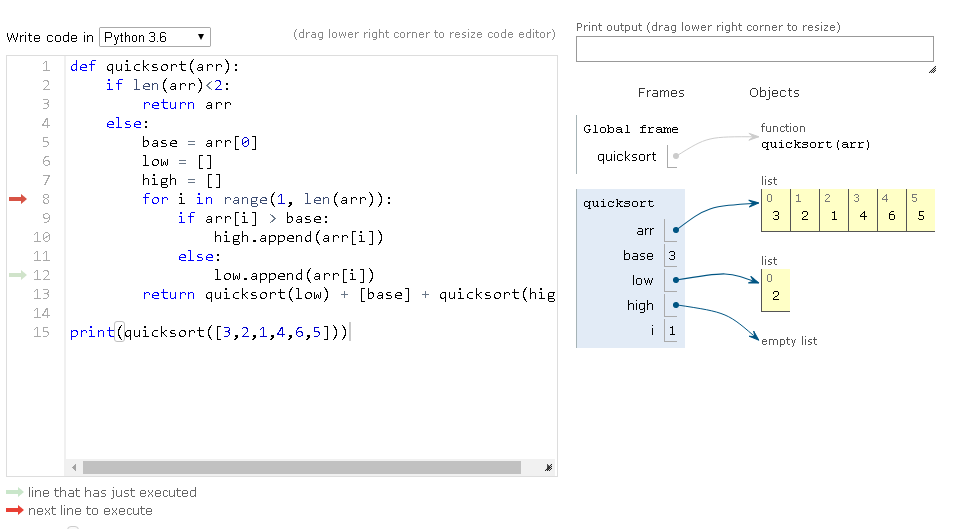 Write code in Python 3.6
(drag lower right corner to resize code editor)
1 def quicksort(arr):
2 if len(arr)<2:
3 return arr
4 else:
5 base = arr[0]
6 low = []
7 high = []
8 for i in range(1, len(arr)):
9 if arr[i] > base:
10 high.append(arr[i])
11 else:
12 low.append(arr[i])
13 return quicksort(low) + [base] + quicksort(hig
14
15 print(quicksort([3,2,1,4,6,5]))
line that has just executed
next line to execute
Print output (drag lower right corner to resize)
Frames Objects
Global frame
quicksort
function
quicksort(arr)
quicksort
arr
base 3
low
high
i 1
list
0 1 2 3 4 5
3 2 1 4 6 5
list
0
2
empty list